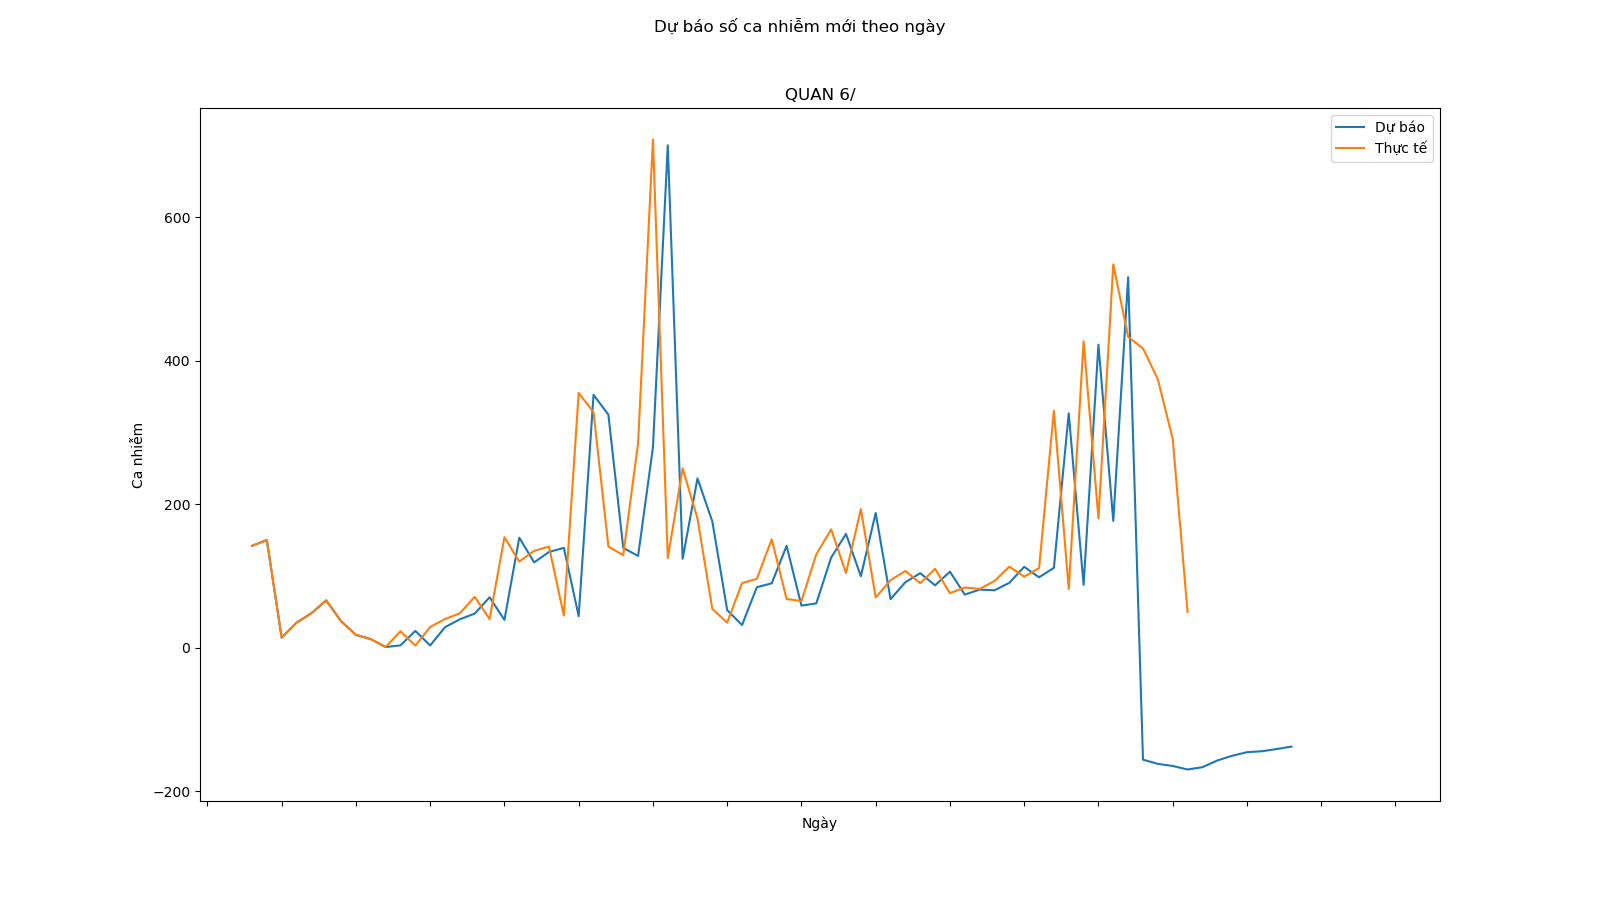 Dự báo số ca nhiễm mới theo ngày
QUAN 6/
Dự báo
Thực tế
600
400
200
0
−200
Ca nhiễm
Ngày